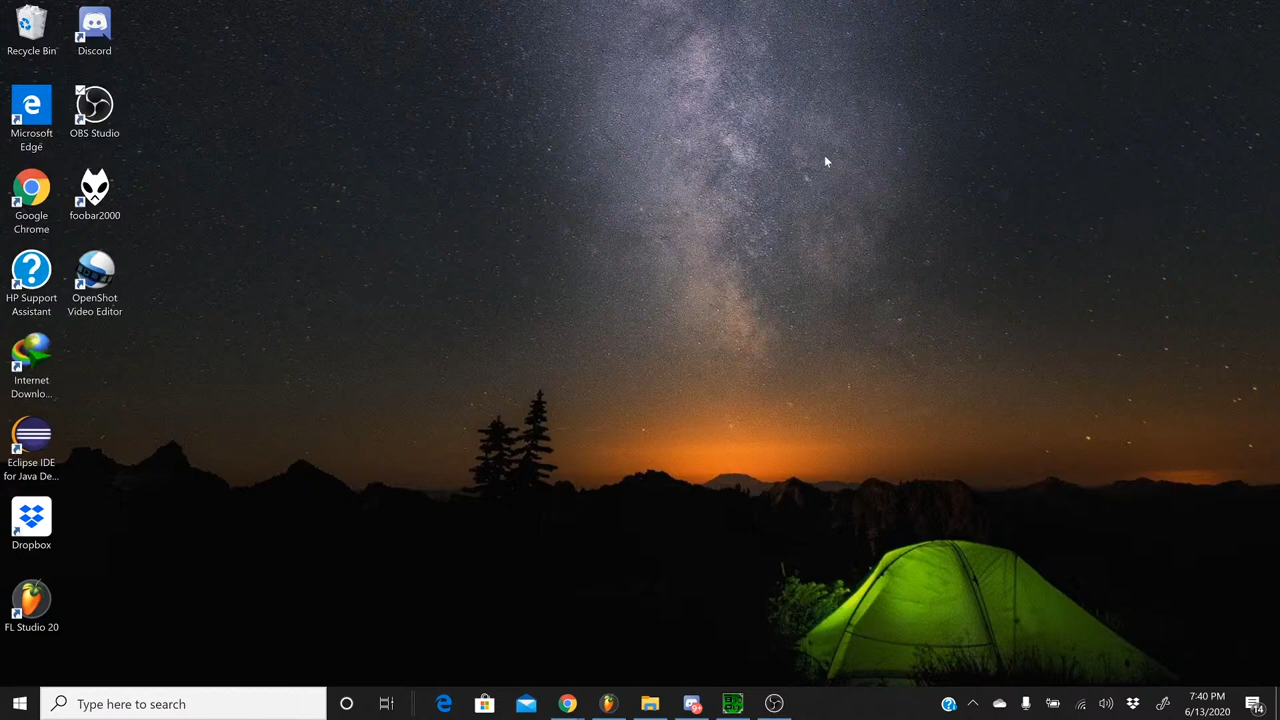 Recycle Bin
Discord
Microsoft
Edge
OBS Studio
Google
Chrome
foobar2000
HP Support
Assistant
OpenShot
Video Editor
Internet
Downlo...
Eclipse IDE
for Java De...
Dropbox
FL Studio 20
Type here to search
7:40 PM
6/13/2020
14